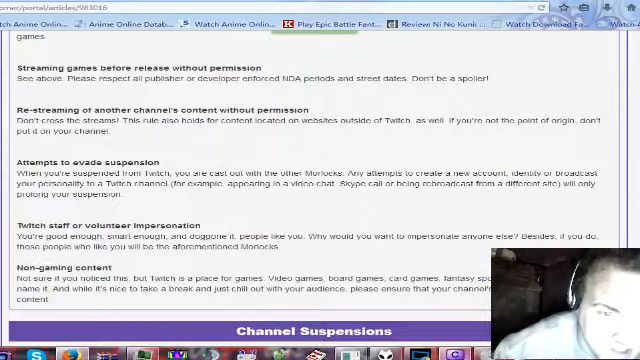 omer/portal/articles/983016
Watch Anime Onlin...
Anime Online Datab...
Watch Anime Onlin...
Play Epic Battle Fant...
Review: Ni No Kuni...
Watch Download Fa...
Watch Anim
games.
Streaming games before release without permission
See above. Please respect all publisher or developer enforced NDA periods and street dates. Don't be a spoiler!
Re-streaming of another channel's content without permission
Don't cross the streams! This rule also holds for content located on websites outside of Twitch, as well. If you're not the point of origin, don't
put it on your channel.
Attempts to evade suspension
When you're suspended from Twitch, you are cast out with the other Morlocks. Any attempts to create a new account, identity or broadcast
your personality to a Twitch channel (for example, appearing in a video chat, Skype call or being rebroadcast from a different site) will only
prolong your suspension.
Twitch staff or volunteer impersonation
You're good enough, smart enough, and doggone it, people like you. Why would you want to impersonate anyone else? Besides, if you do,
those people who like you will be the aforementioned Morlocks.
Non-gaming content
Not sure if you noticed this, but Twitch is a place for games. Video games, board games, card games, fantasy spo
name it. And while it's nice to take a break and just chill out with your audience, please ensure that your channel's
content
Channel Suspensions